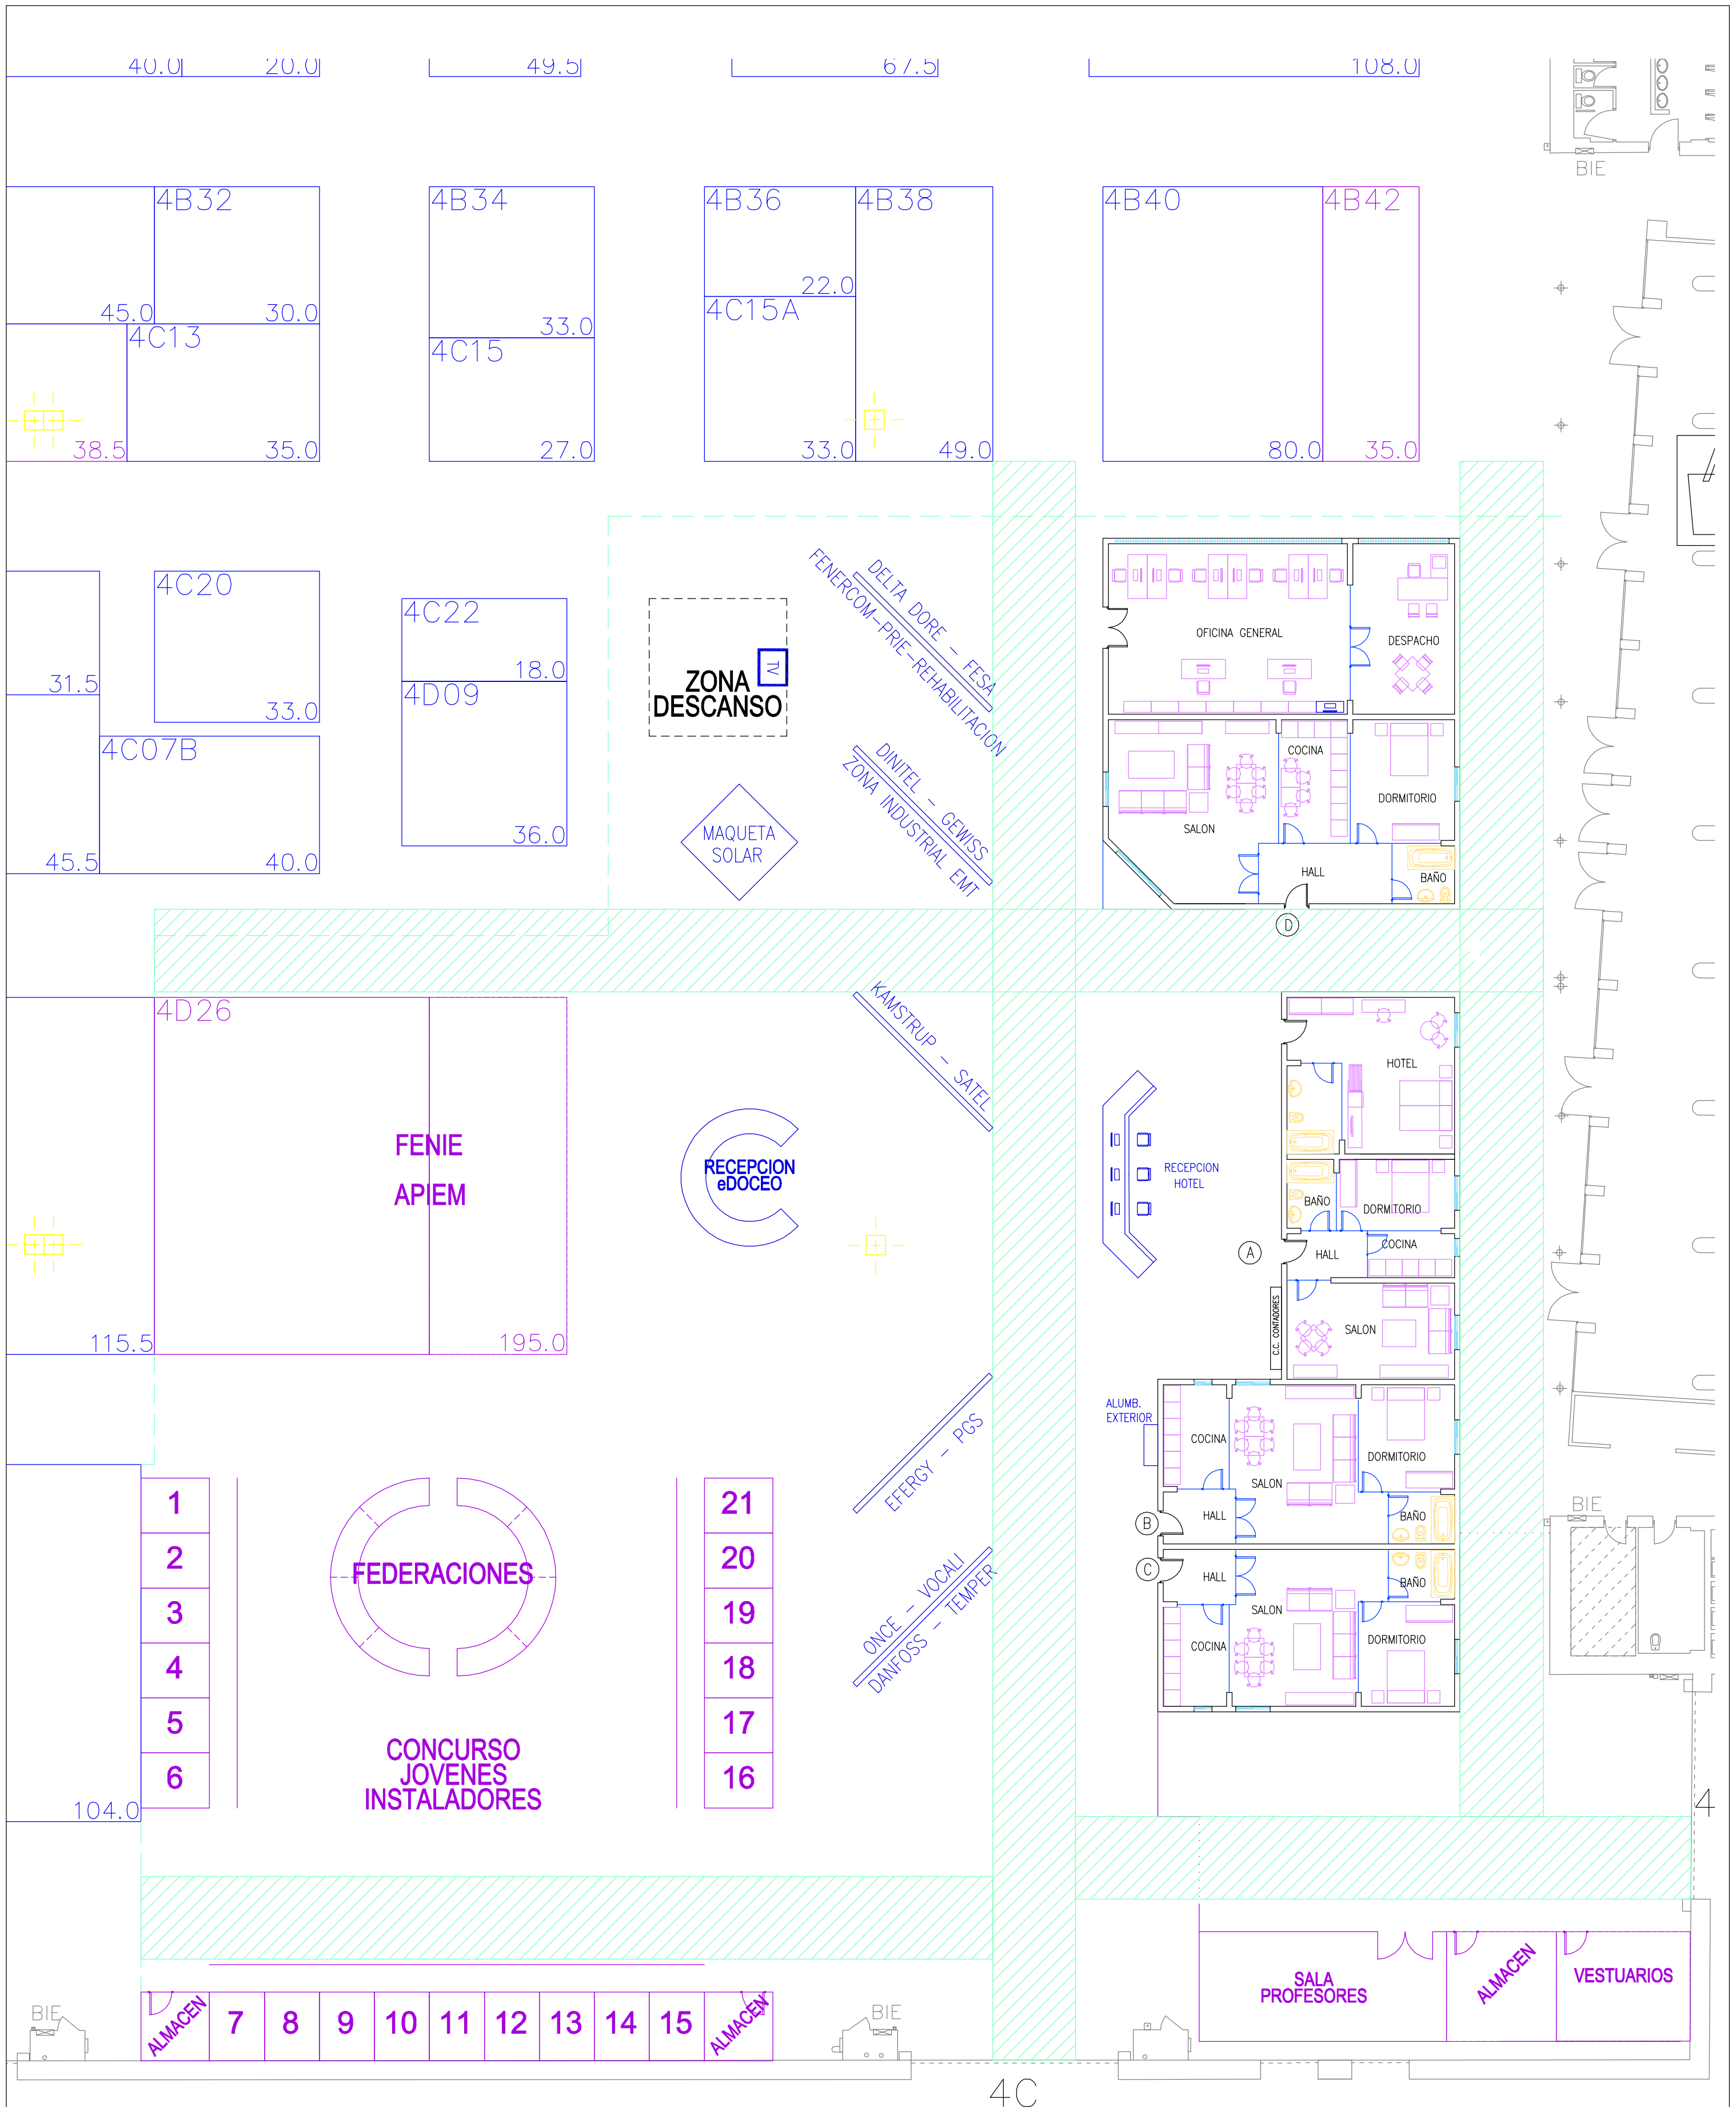 40.0
20.0
49.5
67.5
108.0
BIE
4B32
4B34
4B36
4B38
4B40
4B42
45.0
30.0
33.0
22.0
4C13
4C15
4C15A
38.5
35.0
27.0
33.0
49.0
80.0
35.0
4C20
4C22
31.5
33.0
18.0
4D09
4C07B
45.5
40.0
36.0
ZONA
DESCANSO
TV
MAQUETA
SOLAR
DELTA DORE - FESA
FENERCOM-PRIE-REHABILITACION
DINITEL - GEWISS
ZONA INDUSTRIAL EMT
OFICINA GENERAL
DESPACHO
COCINA
SALON
DORMITORIO
HALL
BAÑO
D
4D26
115.5
195.0
FENIE
APIEM
RECEPCION
eDOCEO
KAMSTRUP - SATEL
EFERGY - PGS
ONCE - VOCALI
DANFOSS - TEMPER
RECEPCION
HOTEL
HOTEL
BAÑO
DORMITORIO
HALL
COCINA
A
C.C. CONTADORES
SALON
ALUMB.
EXTERIOR
COCINA
SALON
DORMITORIO
HALL
BAÑO
B
C
HALL
BAÑO
SALON
COCINA
DORMITORIO
BIE
104.0
1
2
3
4
5
6
FEDERACIONES
CONCURSO
JOVENES
INSTALADORES
21
20
19
18
17
16
4
SALA
PROFESORES
ALMACEN
VESTUARIOS
BIE
ALMACEN
7
8
9
10
11
12
13
14
15
ALMACEN
BIE
4C